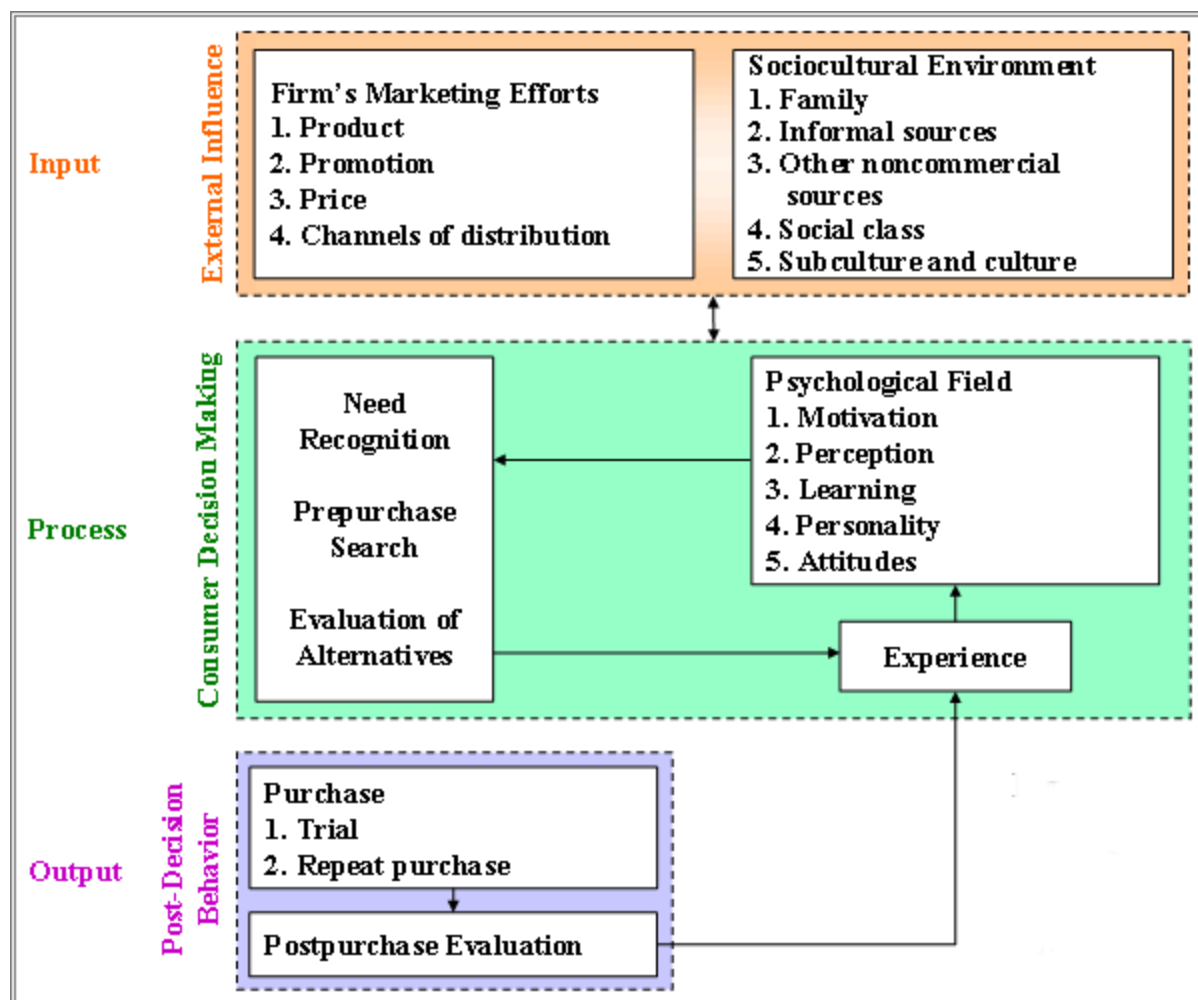 Input
External Influence
Firm's Marketing Efforts
1. Product
2. Promotion
3. Price
4. Channels of distribution
Sociocultural Environment
1. Family
2. Informal sources
3. Other noncommercial
sources
4. Social class
5. Subculture and culture
Process
Consumer Decision Making
Need
Recognition
Prepurchase
Search
Evaluation of
Alternatives
Psychological Field
1. Motivation
2. Perception
3. Learning
4. Personality
5. Attitudes
Experience
Output
Post-Decision
Behavior
Purchase
1. Trial
2. Repeat purchase
Postpurchase Evaluation